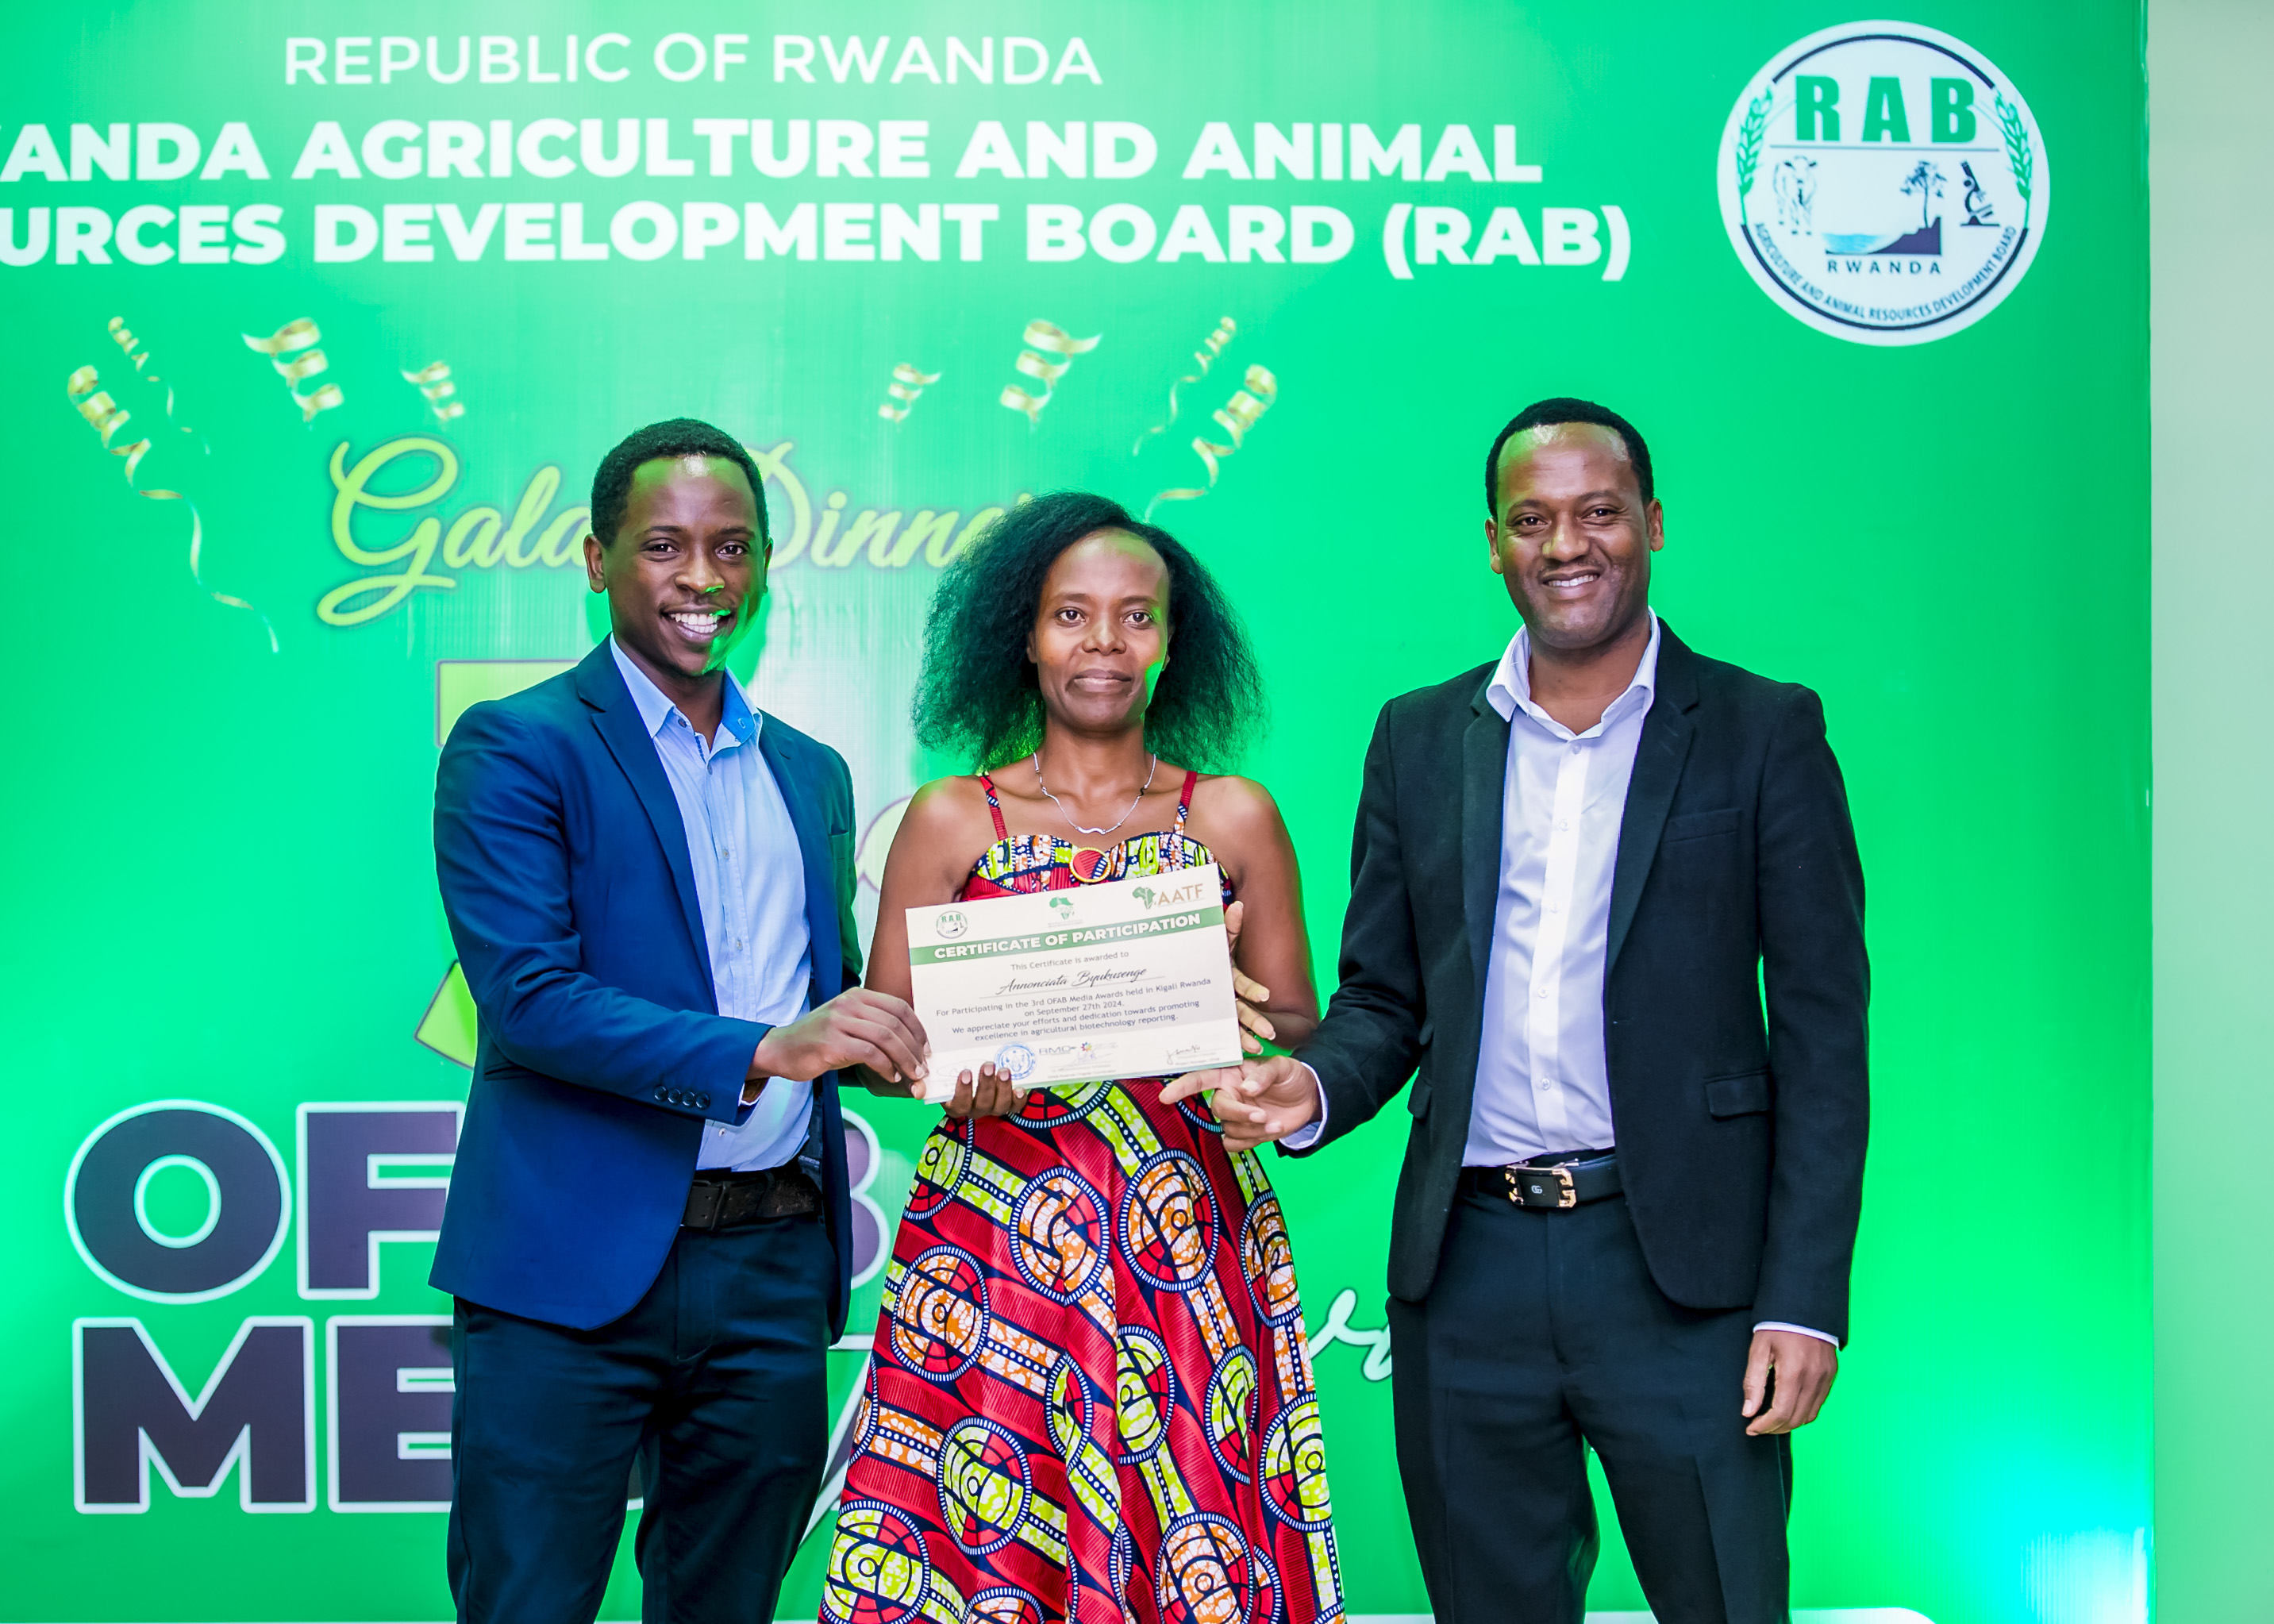 REPUBLIC OF RWANDA
ANDA AGRICULTURE AND ANIMAL
URCES DEVELOPMENT BOARD (RAB)
RAB
RWANDA
AGRICULTURE AND ANIMAL RESOURCES DEVELOPMENT BOARD
Gala Dinne
OF B
ME
RAB
AATF
CERTIFICATE OF PARTICIPATION
This Certificate is awarded to
Annonciata Byukusenge
For Participating in the 3rd OFAB Media Awards held in Kigali Rwanda
on September 27th 2024.
We appreciate your efforts and dedication towards promoting
excellence in agricultural biotechnology reporting.
RMC